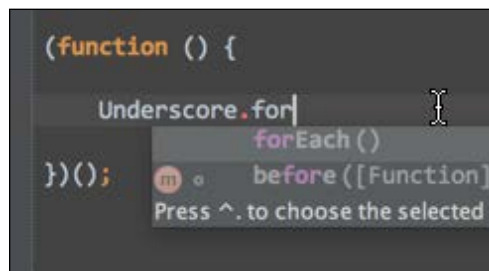 (function () {
Underscore.for
forEach()
})();
m before([Function]
Press ^. to choose the selected